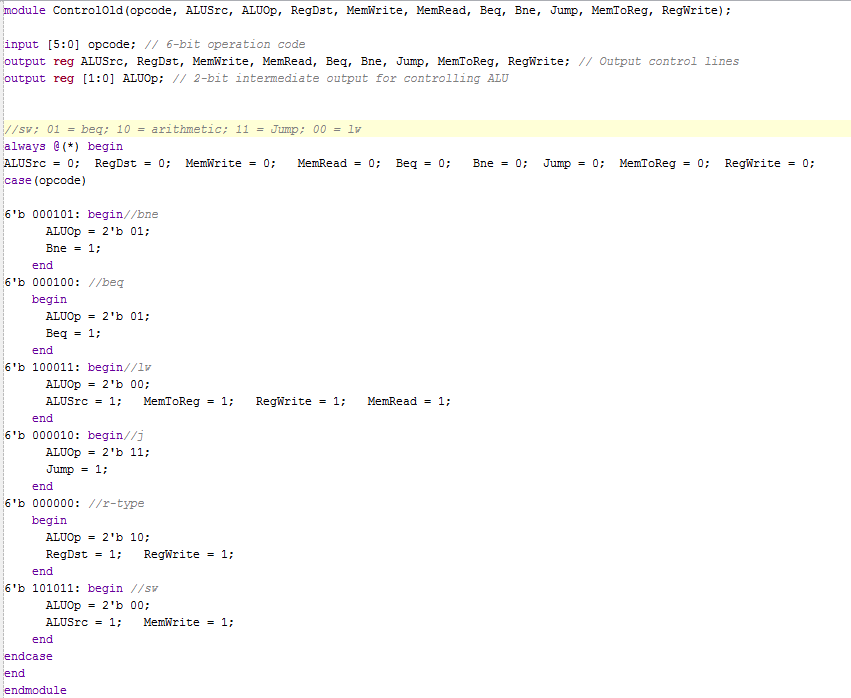 module ControlOld(opcode, ALUSrc, ALUOp, RegDst, MemWrite, MemRead, Beq, Bne, Jump, MemToReg, RegWrite);
input [5:0] opcode; // 6-bit operation code
output reg ALUSrc, RegDst, MemWrite, MemRead, Beq, Bne, Jump, MemToReg, RegWrite; // Output control lines
output reg [1:0] ALUOp; // 2-bit intermediate output for controlling ALU
//sw; 01 = beq; 10 = arithmetic; 11 = Jump; 00 = lw
always @(*) begin
ALUSrc = 0;  RegDst = 0;  MemWrite = 0;   MemRead = 0;  Beq = 0;   Bne = 0;  Jump = 0;  MemToReg = 0;  RegWrite = 0;
case(opcode)
6'b 000101: begin//bne
ALUOp = 2'b 01;
Bne = 1;
end
6'b 000100: //beq
begin
ALUOp = 2'b 01;
Beq = 1;
end
6'b 100011: begin//lw
ALUOp = 2'b 00;
ALUSrc = 1;   MemToReg = 1;   RegWrite = 1;   MemRead = 1;
end
6'b 000010: begin//j
ALUOp = 2'b 11;
Jump = 1;
end
6'b 000000: //r-type
begin
ALUOp = 2'b 10;
RegDst = 1;   RegWrite = 1;
end
6'b 101011: begin //sw
ALUOp = 2'b 00;
ALUSrc = 1;   MemWrite = 1;
end
endcase
end
endmodule